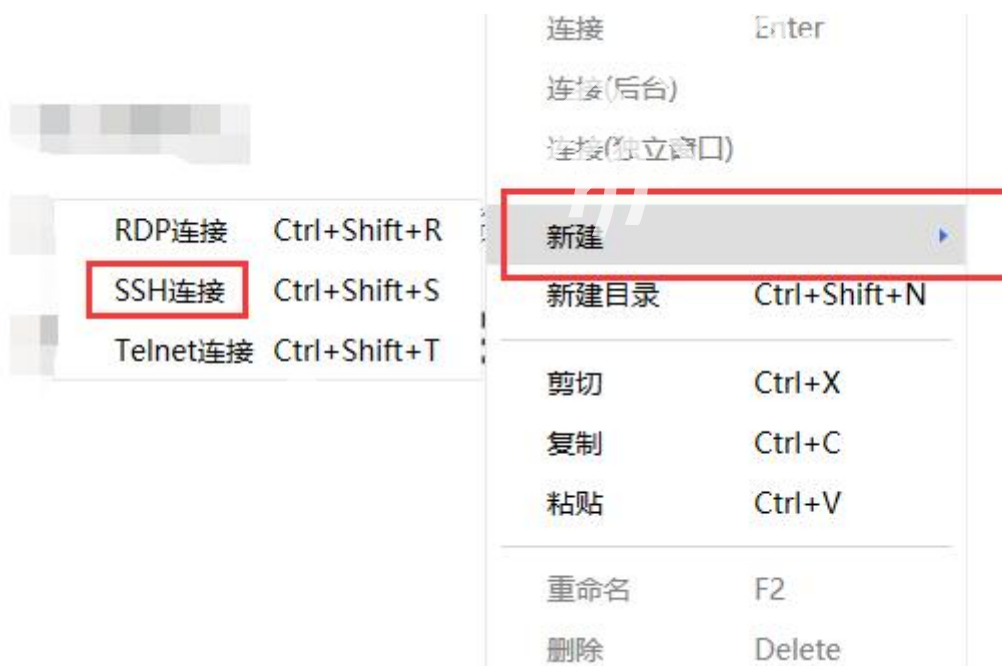 连接 Enter
连接(后台)
连接(独立窗口)
新建
新建目录 Ctrl+Shift+N
剪切 Ctrl+X
复制 Ctrl+C
粘贴 Ctrl+V
重命名 F2
删除 Delete
RDP连接 Ctrl+Shift+R
SSH连接 Ctrl+Shift+S
Telnet连接 Ctrl+Shift+T